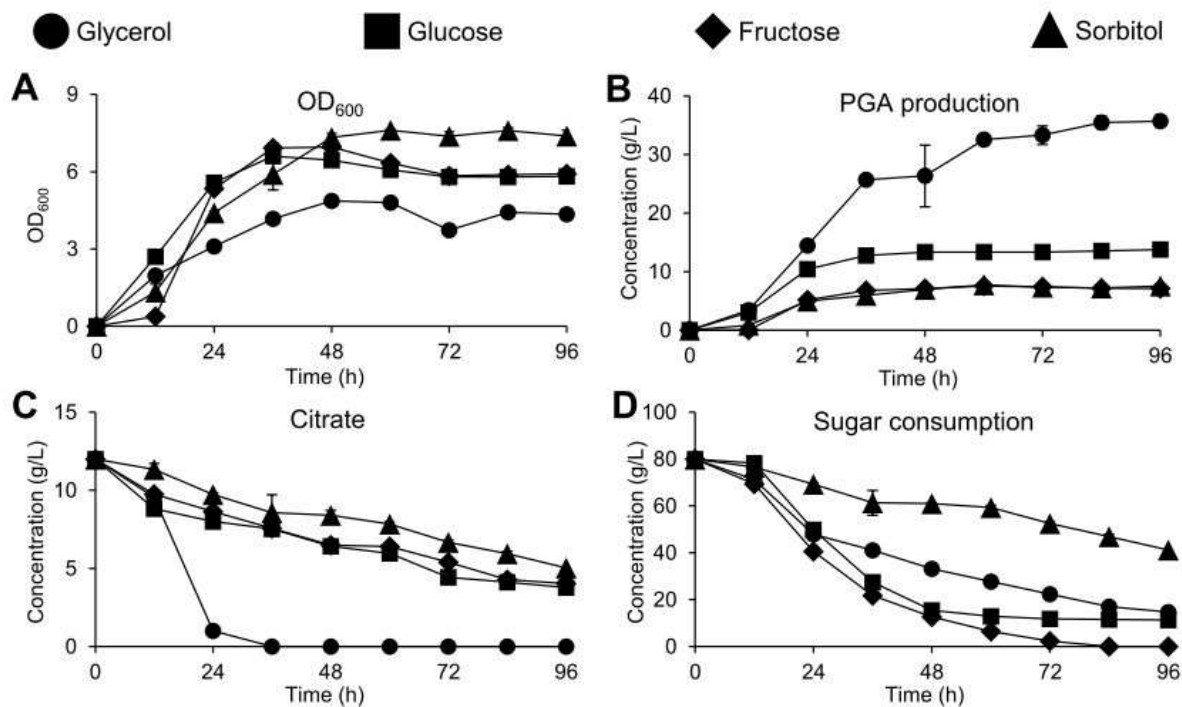 Glycerol Glucose Fructose Sorbitol
A
OD600
9
6
3
0
OD600
0 24 48 72 96
Time (h)
B
PGA production
40
30
20
10
0
Concentration (g/L)
0 24 48 72 96
Time (h)
C
Citrate
15
10
5
0
Concentration (g/L)
0 24 48 72 96
Time (h)
D
Sugar consumption
100
80
60
40
20
0
Concentration (g/L)
0 24 48 72 96
Time (h)